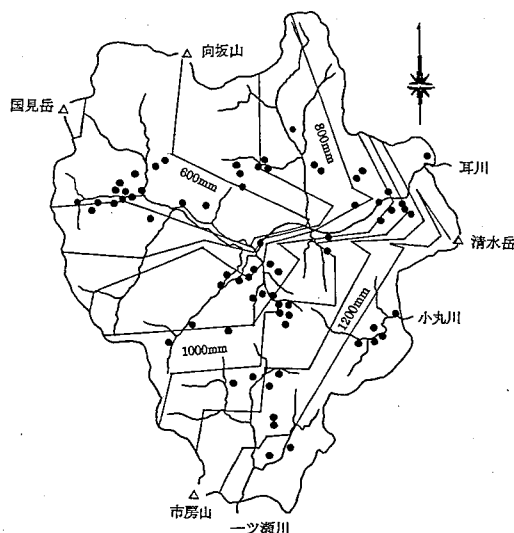 向坂山
国見岳
800mm
耳川
600mm
清水岳
小丸川
1200mm
1000mm
市房山
一ツ瀬川